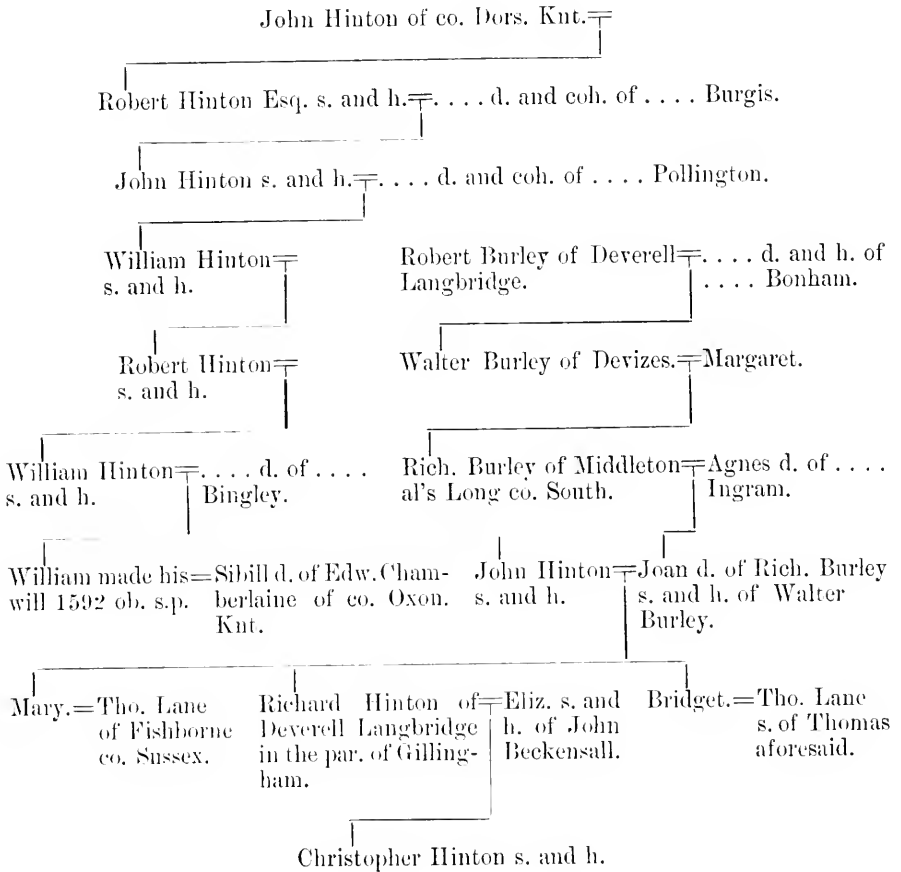 John Hinton of co. Dors. Knt.
Robert Hinton Esq. s. and h.=. . . . d. and coh. of . . . . Burgis.
John Hinton s. and h.=. . . . d. and coh. of . . . . Pollington.
William Hinton=
s. and h.
Robert Burley of Deverell=. . . . d. and h. of
Langbridge. . . . . Bonham.
Robert Hinton=
s. and h.
Walter Burley of Devizes.=Margaret.
William Hinton=. . . . d. of . . . .
s. and h. Bingley.
Rich. Burley of Middleton=Agnes d. of . . . .
al's Long co. South. Ingram.
William made his=Sibill d. of Edw. Cham-
will 1592 ob. s.p. berlaine of co. Oxon.
Knt.
John Hinton=Joan d. of Rich. Burley
s. and h. s. and h. of Walter
Burley.
Mary.=Tho. Lane
of Fishborne
co. Sussex.
Richard Hinton of=Eliz. s. and
Deverell Langbridge h. of John
in the par. of Gilling- Beckensall.
ham.
Bridget.=Tho. Lane
s. of Thomas
aforesaid.
Christopher Hinton s. and h.